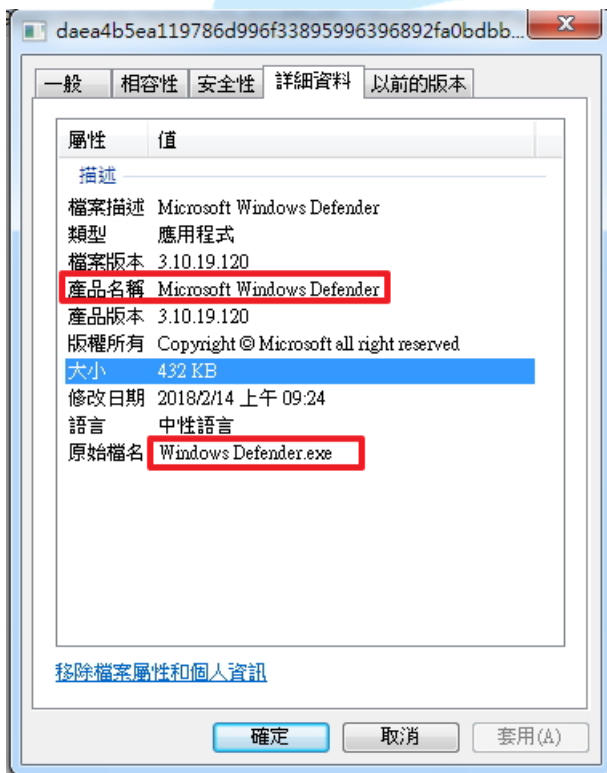 daea4b5ea119786d996f33895996396892fa0bdbb...
一般 相容性 安全性 詳細資料 以前的版本
屬性 值
描述
檔案描述 Microsoft Windows Defender
類型 應用程式
檔案版本 3.10.19.120
產品名稱 Microsoft Windows Defender
產品版本 3.10.19.120
版權所有 Copyright © Microsoft all right reserved
大小 432 KB
修改日期 2018/2/14 上午 09:24
語言 中性語言
原始檔名 Windows Defender.exe
移除檔案屬性和個人資訊
確定 取消 套用(A)